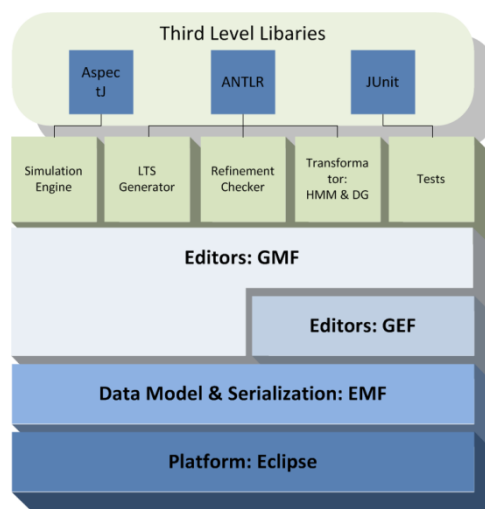 Third Level Libaries
Aspec
tJ
ANTLR
JUnit
Simulation
Engine
LTS
Generator
Refinement
Checker
Transforma
tor:
HMM & DG
Tests
Editors: GMF
Editors: GEF
Data Model & Serialization: EMF
Platform: Eclipse